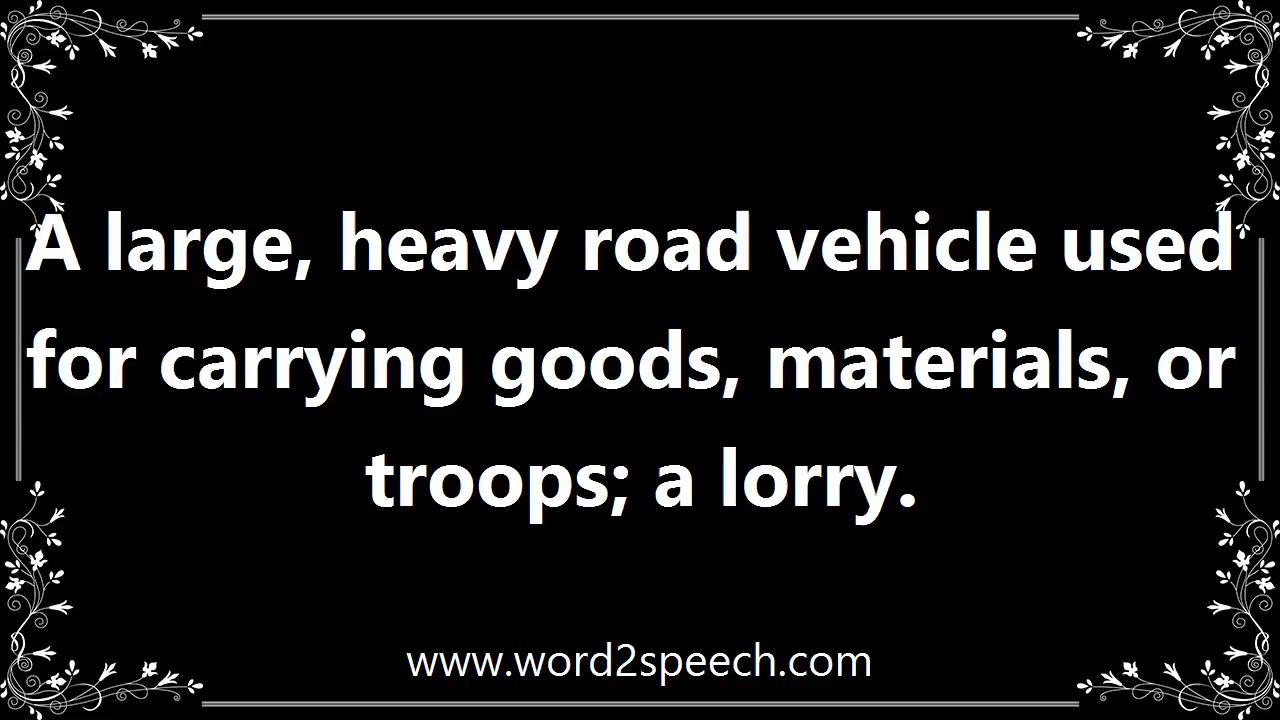 A large, heavy road vehicle used
for carrying goods, materials, or
troops; a lorry.
www.word2speech.com